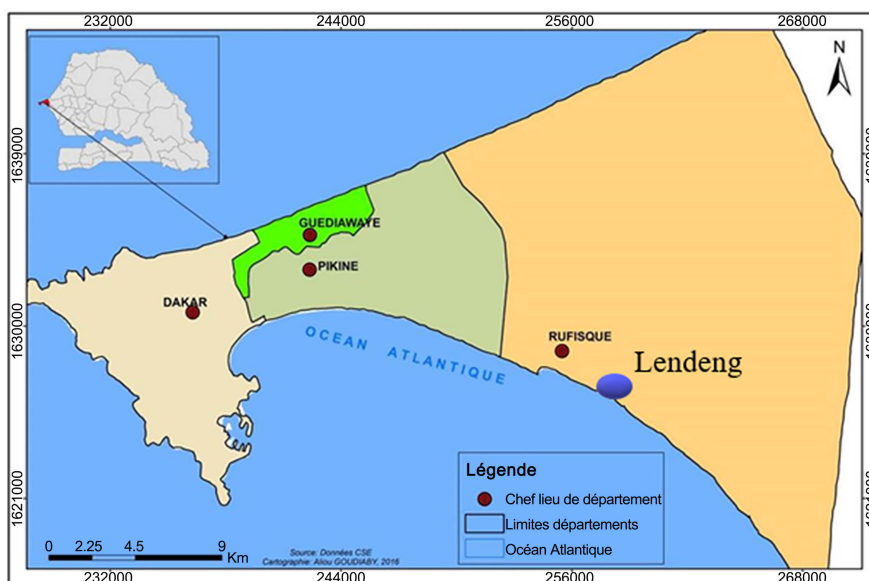 232000 244000 256000 268000
N
1639000
GUEDIAWAYE
PIKINE
DAKAR
1630000
OCEAN ATLANTIQUE
RUFISQUE
Lendeng
1621000
Légende
Chef lieu de département
Limites départements
Océan Atlantique
0 2.25 4.5 9
Km
Source: Données CSE
Cartographie: Aliou GOUDIABY, 2016
232000 244000 256000 268000